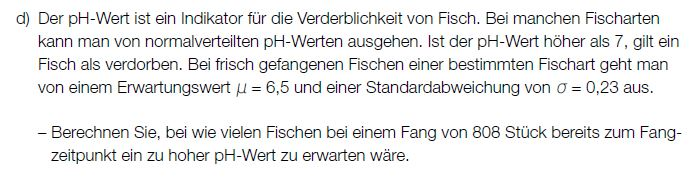 d) Der pH-Wert ist ein Indikator für die Verderblichkeit von Fisch. Bei manchen Fischarten
kann man von normalverteilten pH-Werten ausgehen. Ist der pH-Wert höher als 7, gilt ein
Fisch als verdorben. Bei frisch gefangenen Fischen einer bestimmten Fischart geht man
von einem Erwartungswert μ = 6,5 und einer Standardabweichung von σ = 0,23 aus.
– Berechnen Sie, bei wie vielen Fischen bei einem Fang von 808 Stück bereits zum Fang-
zeitpunkt ein zu hoher pH-Wert zu erwarten wäre.